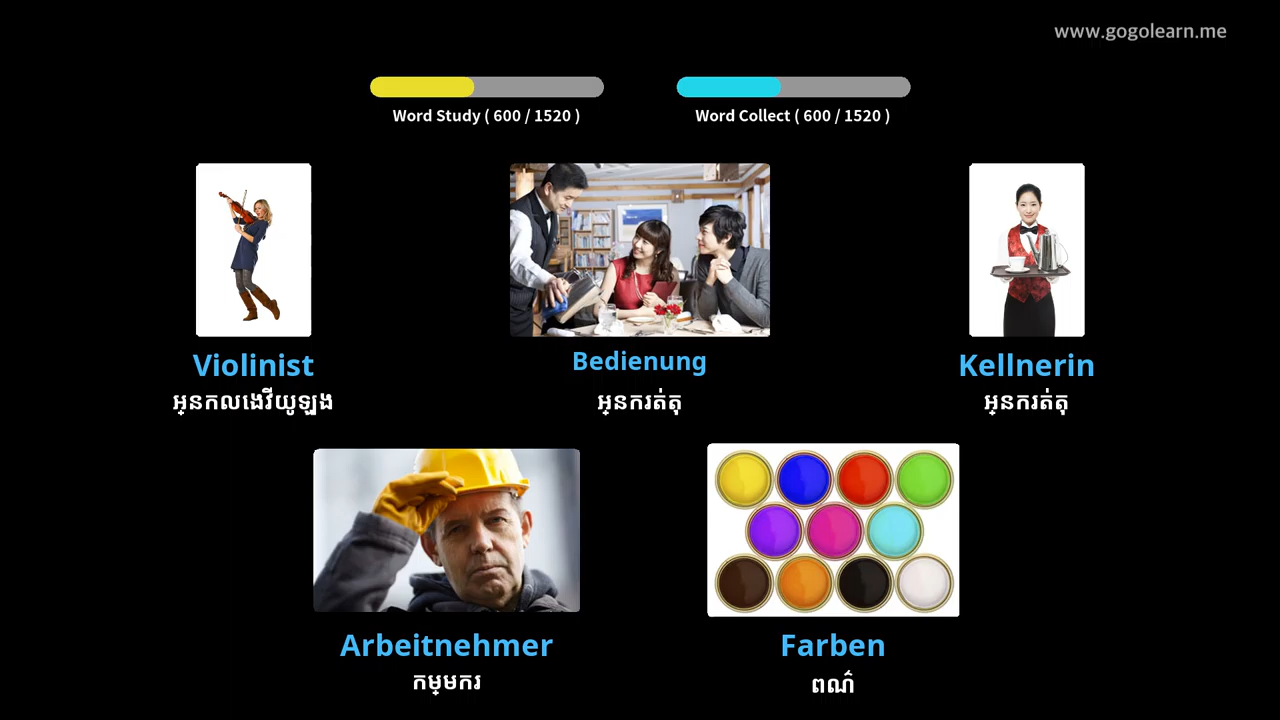 www.gogolearn.me
Word Study ( 600 / 1520 )
Word Collect ( 600 / 1520 )
Violinist
អ្នកលេងវីយូឡុង
Bedienung
អ្នករត់តុ
Kellnerin
អ្នករត់តុ
Arbeitnehmer
កម្មករ
Farben
ពណ៌